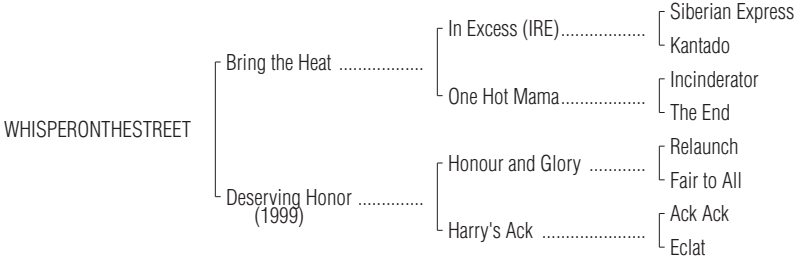 Siberian Express
In Excess (IRE)..................
Kantado
Bring the Heat ..................
Incinderator
One Hot Mama..................
The End
WHISPERONTHESTREET
Relaunch
Honour and Glory ............
Fair to All
Deserving Honor ..............
(1999)
Ack Ack
Harry's Ack ......................
Eclat